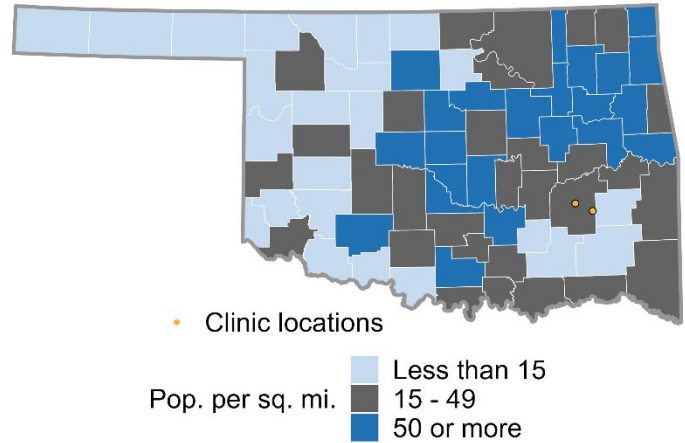 Clinic locations
Pop. per sq. mi.
Less than 15
15 - 49
50 or more